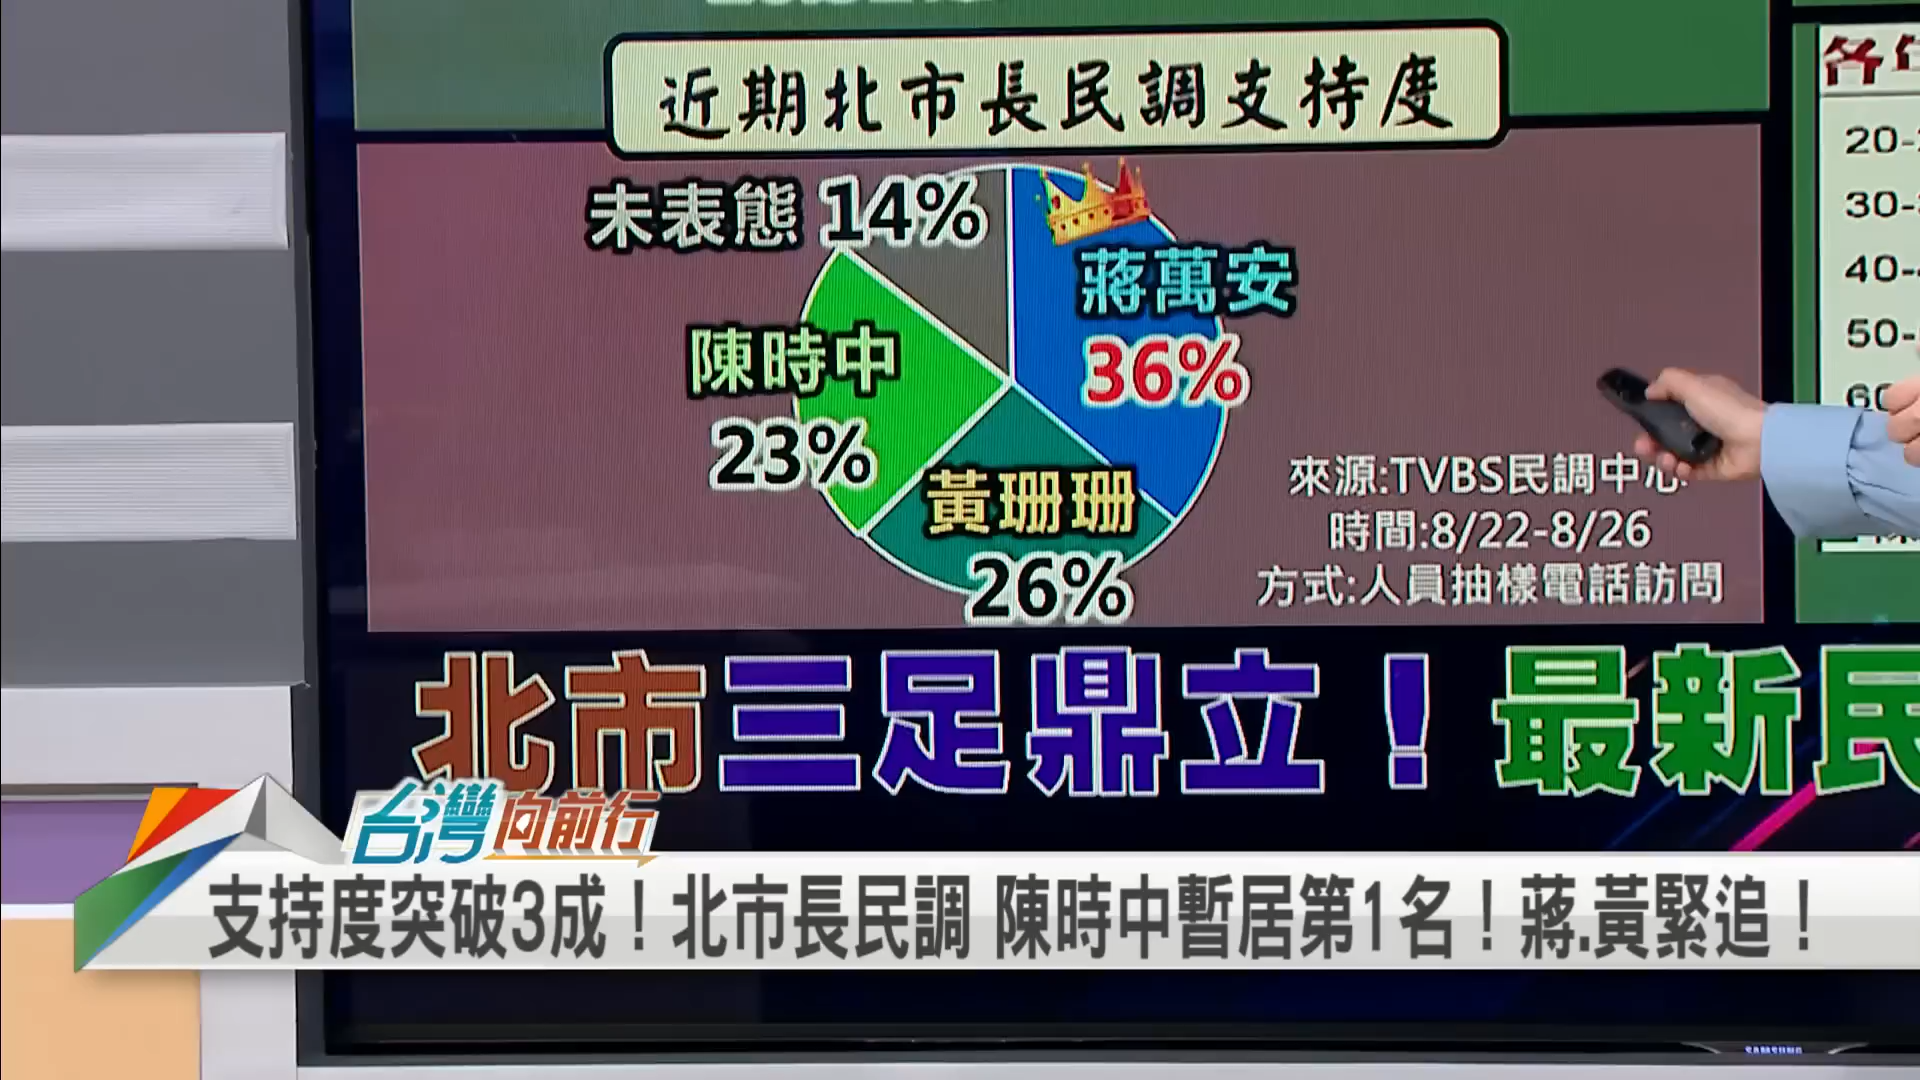 近期北市長民調支持度
未表態 14%
蔣萬安
36%
陳時中
23%
黃珊珊
26%
來源:TVBS民調中心
時間:8/22-8/26
方式:人員抽樣電話訪問
各
20-
30-
40-
50-
60
北市三足鼎立！最新民
台灣向前行
支持度突破3成！北市長民調 陳時中暫居第1名！蔣.黃緊追！
SAMSUNG